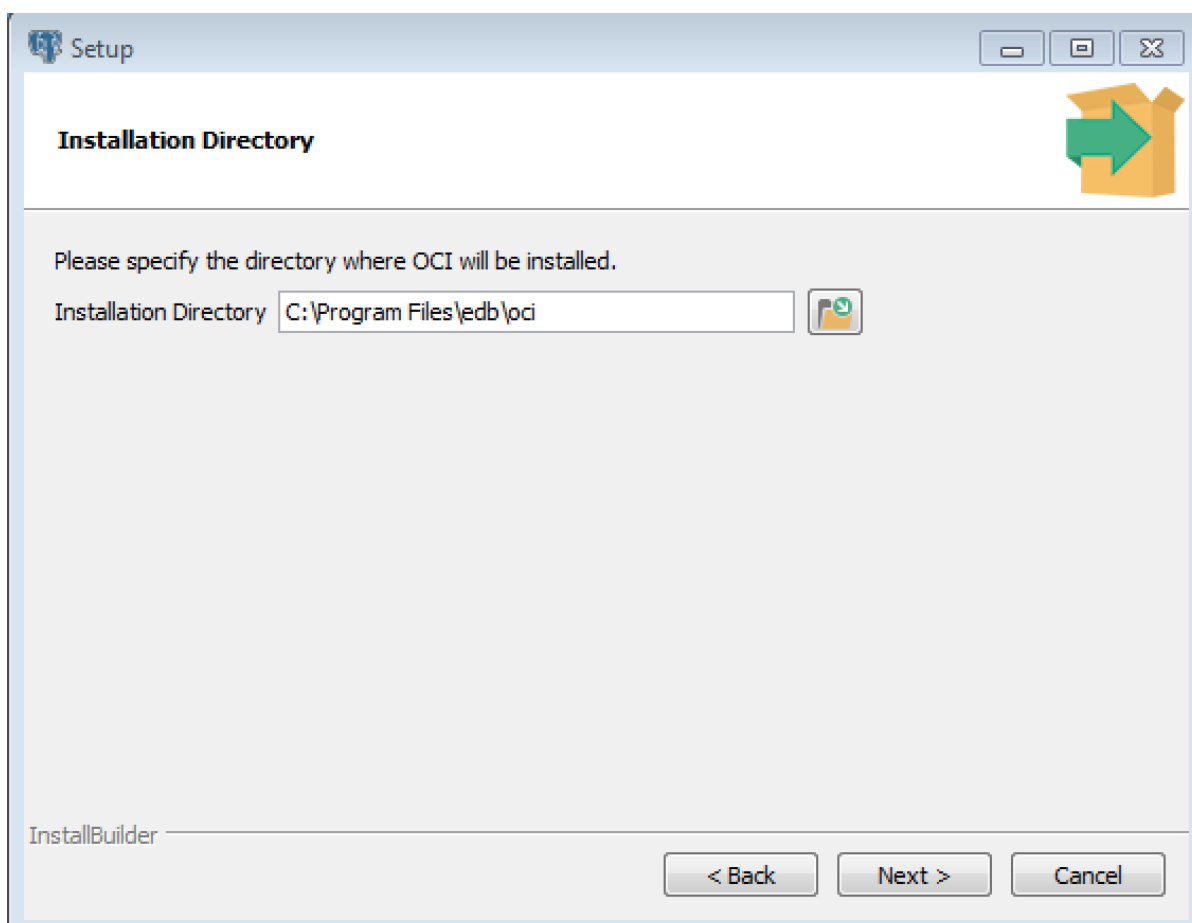 Setup
Installation Directory
Please specify the directory where OCI will be installed.
Installation Directory C:\Program Files\edb\oci
InstallBuilder
< Back Next > Cancel